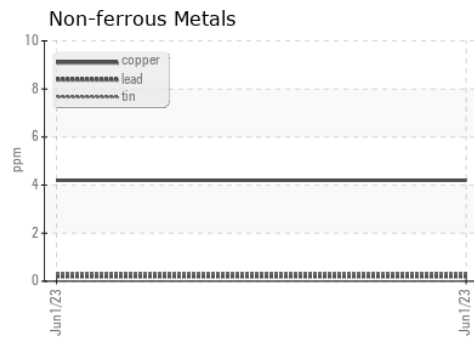 Non-ferrous Metals
10
8
6
4
2
0
ppm
copper
lead
tin
Jun1/23
Jun1/23